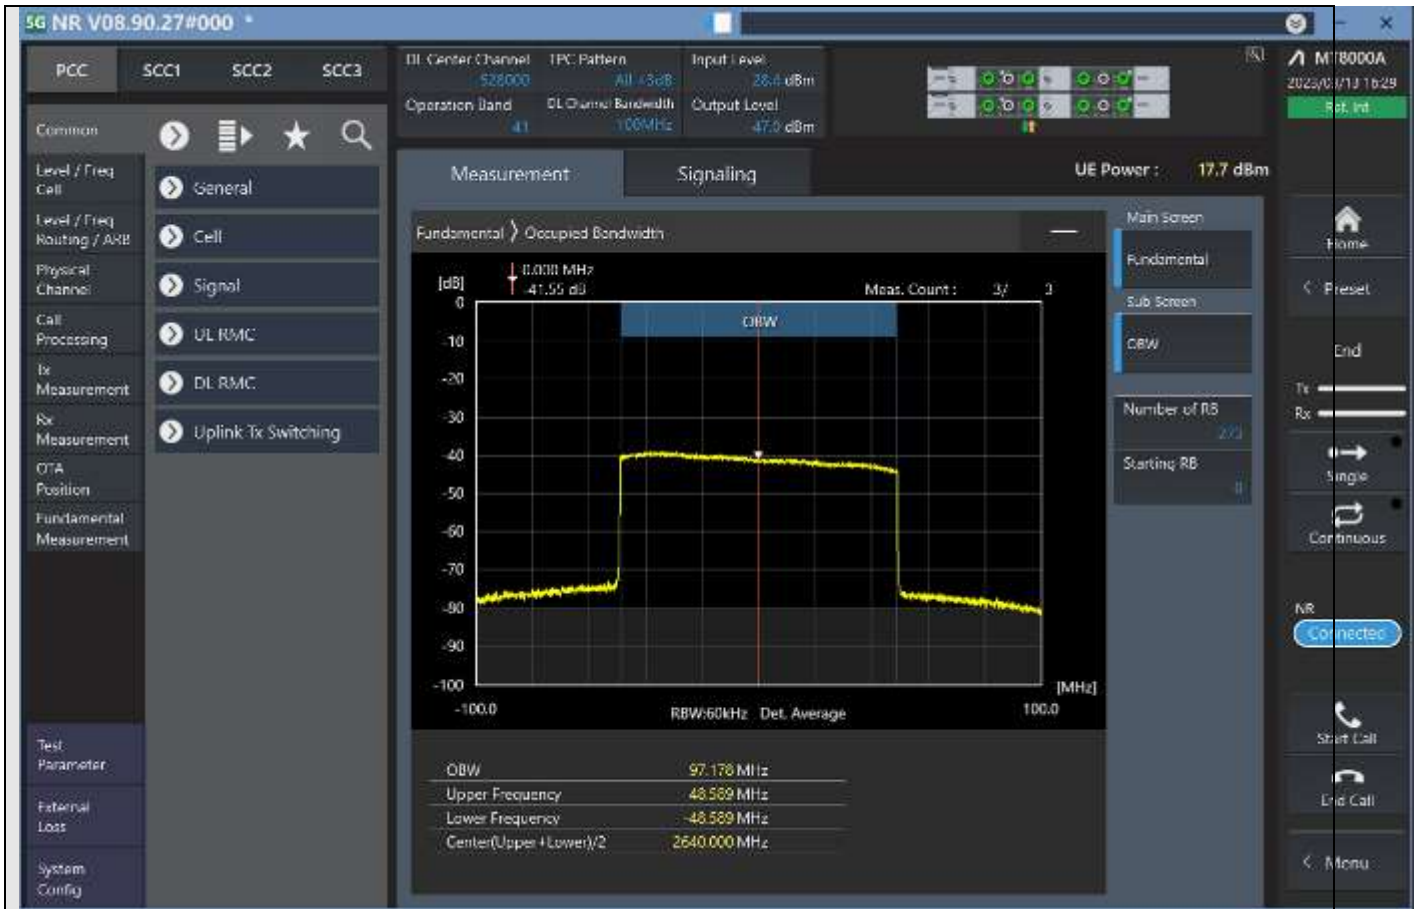 5G NR V08.90.27#000 *
PCC SCC1 SCC2 SCC3
DL Center Channel TPC Pattern Input Level
528000 All +3dB 28.4 dBm
Operation Band DL Channel Bandwidth Output Level
41 100MHz -47.0 dBm
MT8000A
16:29
Ref. Int
Common
Level / Freq
Cell
Level / Freq
Routing / ARB
Physical
Channel
Call
Processing
Tx
Measurement
Rx
Measurement
OTA
Position
Fundamental
Measurement
Test
Parameter
External
Loss
System
Config
General
Cell
Signal
UL RMC
DL RMC
Uplink Tx Switching
Measurement Signaling UE Power : 17.7 dBm
Fundamental Occupied Bandwidth
[dB] 0.000 MHz
-41.55 dB Meas. Count : 3/ 3
0
OBW
-10
-20
-30
-40
-50
-60
-70
-80
-90
-100
[MHz]
-100.0 RBW:60kHz Det. Average 100.0
OBW 97.178 MHz
Upper Frequency 48.589 MHz
Lower Frequency -48.589 MHz
Center(Upper+Lower)/2 2640.000 MHz
Main Screen
Fundamental
Sub Screen
OBW
Number of RB
273
Starting RB
0
Home
Preset
End
Tx
Rx
Single
Continuous
NR
Connected
Start Call
End Call
Menu